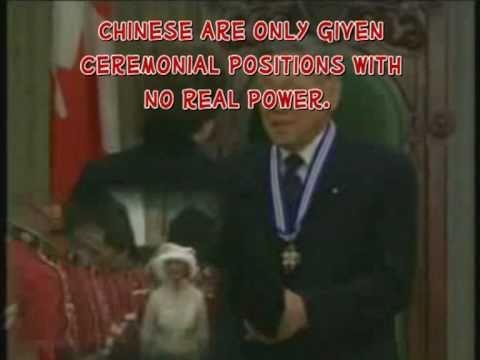 CHINESE ARE ONLY GIVEN
CEREMONIAL POSITIONS WITH
NO REAL POWER.